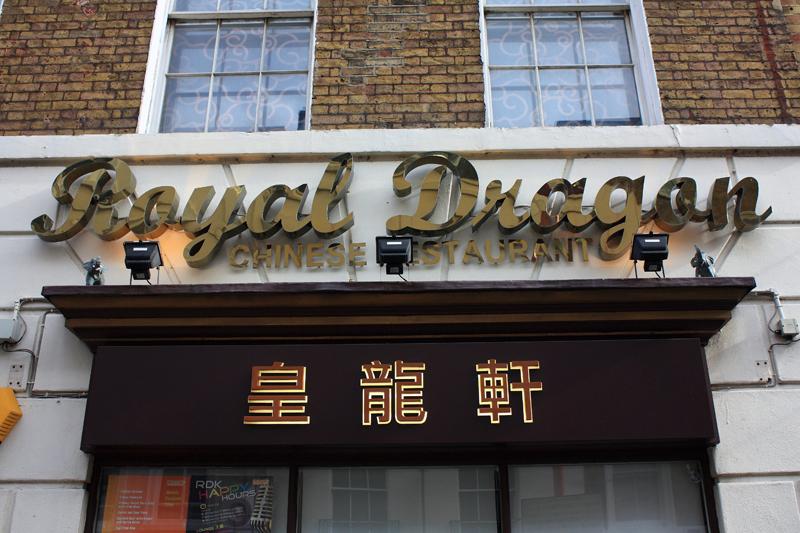 Royal Dragon
CHINESE RESTAURANT
皇龍軒
RDK HAPPY
HOURS